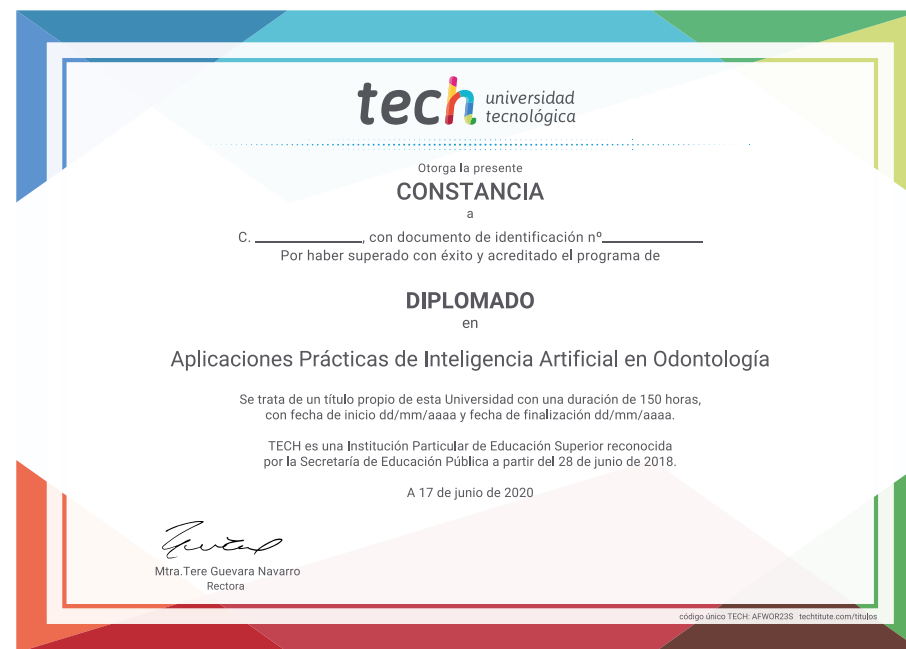 tech universidad
tecnológica
Otorga la presente
CONSTANCIA
a
C. ____________, con documento de identificación nº____________
Por haber superado con éxito y acreditado el programa de
DIPLOMADO
en
Aplicaciones Prácticas de Inteligencia Artificial en Odontología
Se trata de un título propio de esta Universidad con una duración de 150 horas,
con fecha de inicio dd/mm/aaaa y fecha de finalización dd/mm/aaaa.
TECH es una Institución Particular de Educación Superior reconocida
por la Secretaría de Educación Pública a partir del 28 de junio de 2018.
A 17 de junio de 2020
Mtra.Tere Guevara Navarro
Rectora
código único TECH: AFWOR23S techtitute.com/titulos